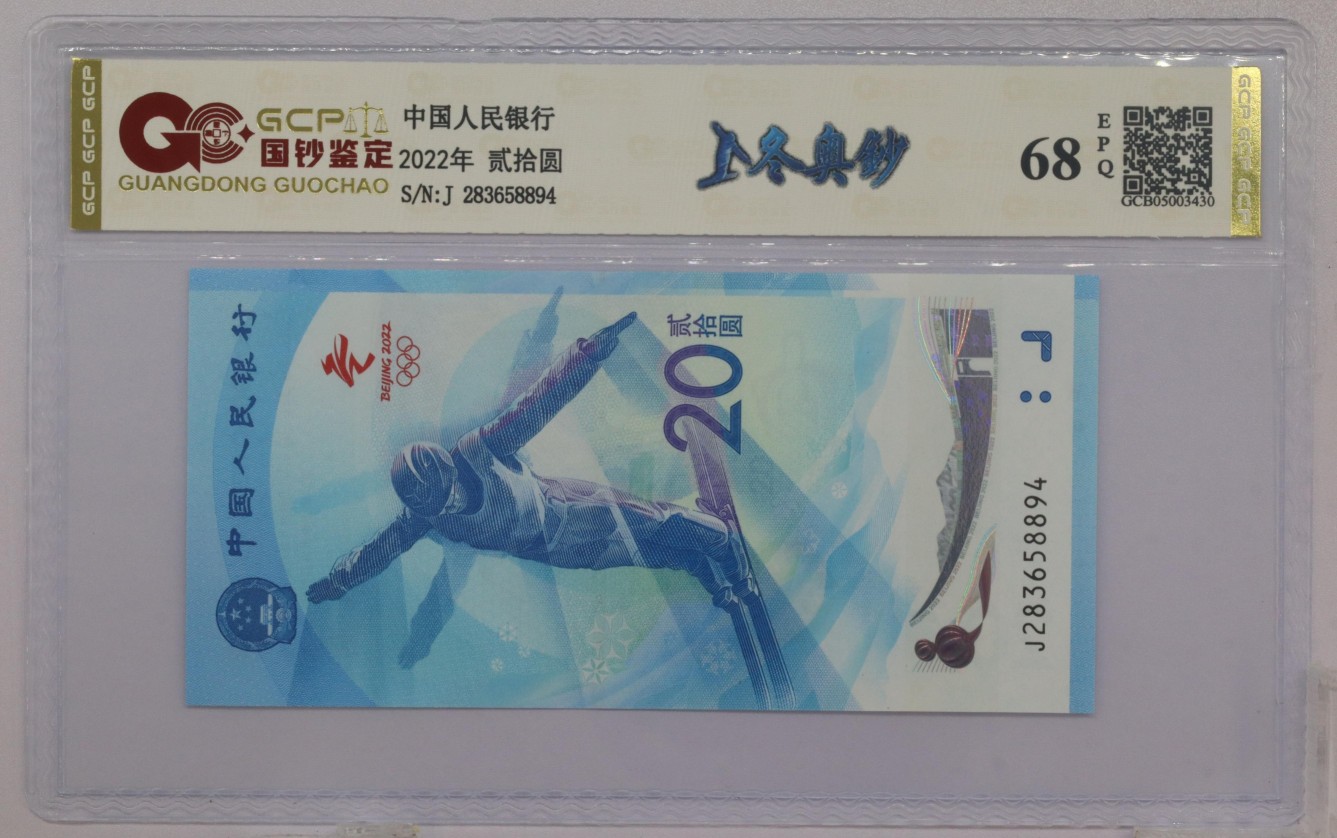 GCP GCP GCP
GCP
国钞鉴定
GUANGDONG GUOCHAO
中国人民银行
2022年 贰拾圆
S/N:J 283658894
冬奥钞
68
EPQ
GCB05003430
GCP GCP GCP
中国人民银行
BEIJING 2022
贰拾圆
20
J283658894